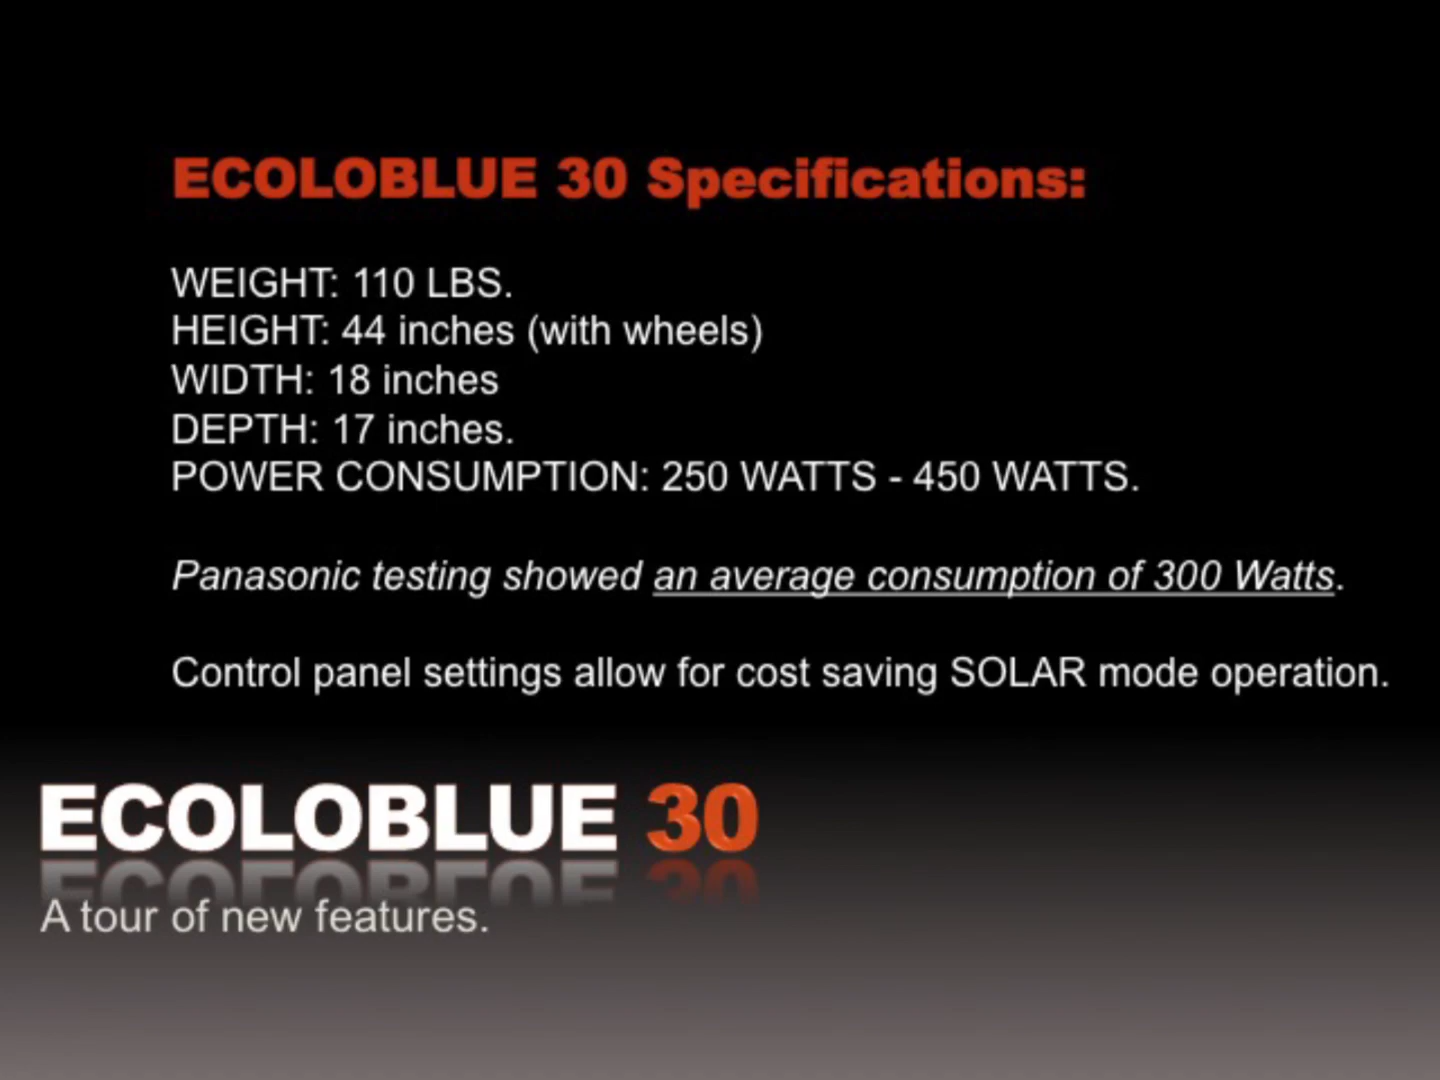 ECOLOBLUE 30 Specifications:
WEIGHT: 110 LBS.
HEIGHT: 44 inches (with wheels)
WIDTH: 18 inches
DEPTH: 17 inches.
POWER CONSUMPTION: 250 WATTS - 450 WATTS.
Panasonic testing showed an average consumption of 300 Watts.
Control panel settings allow for cost saving SOLAR mode operation.
ECOLOBLUE 30
A tour of new features.